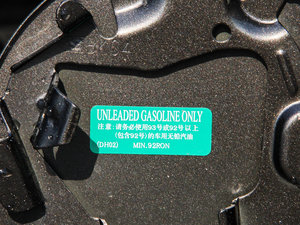 UNLEADED GASOLINE ONLY
注意:请务必使用93号或92号以上
(包含92号)的车用无铅汽油
(DH02) MIN.92RON